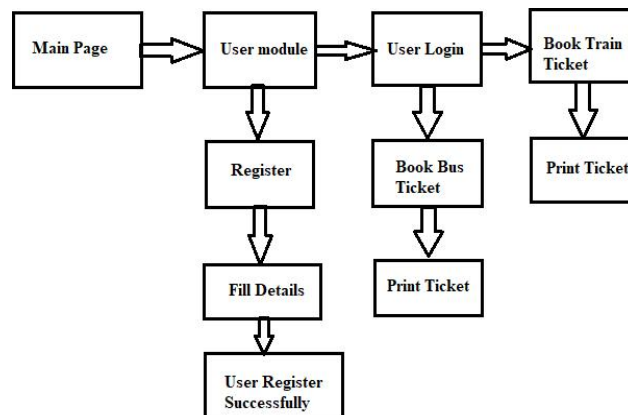 Main Page
User module
User Login
Book Train
Ticket
Register
Book Bus
Ticket
Print Ticket
Fill Details
Print Ticket
User Register
Successfully